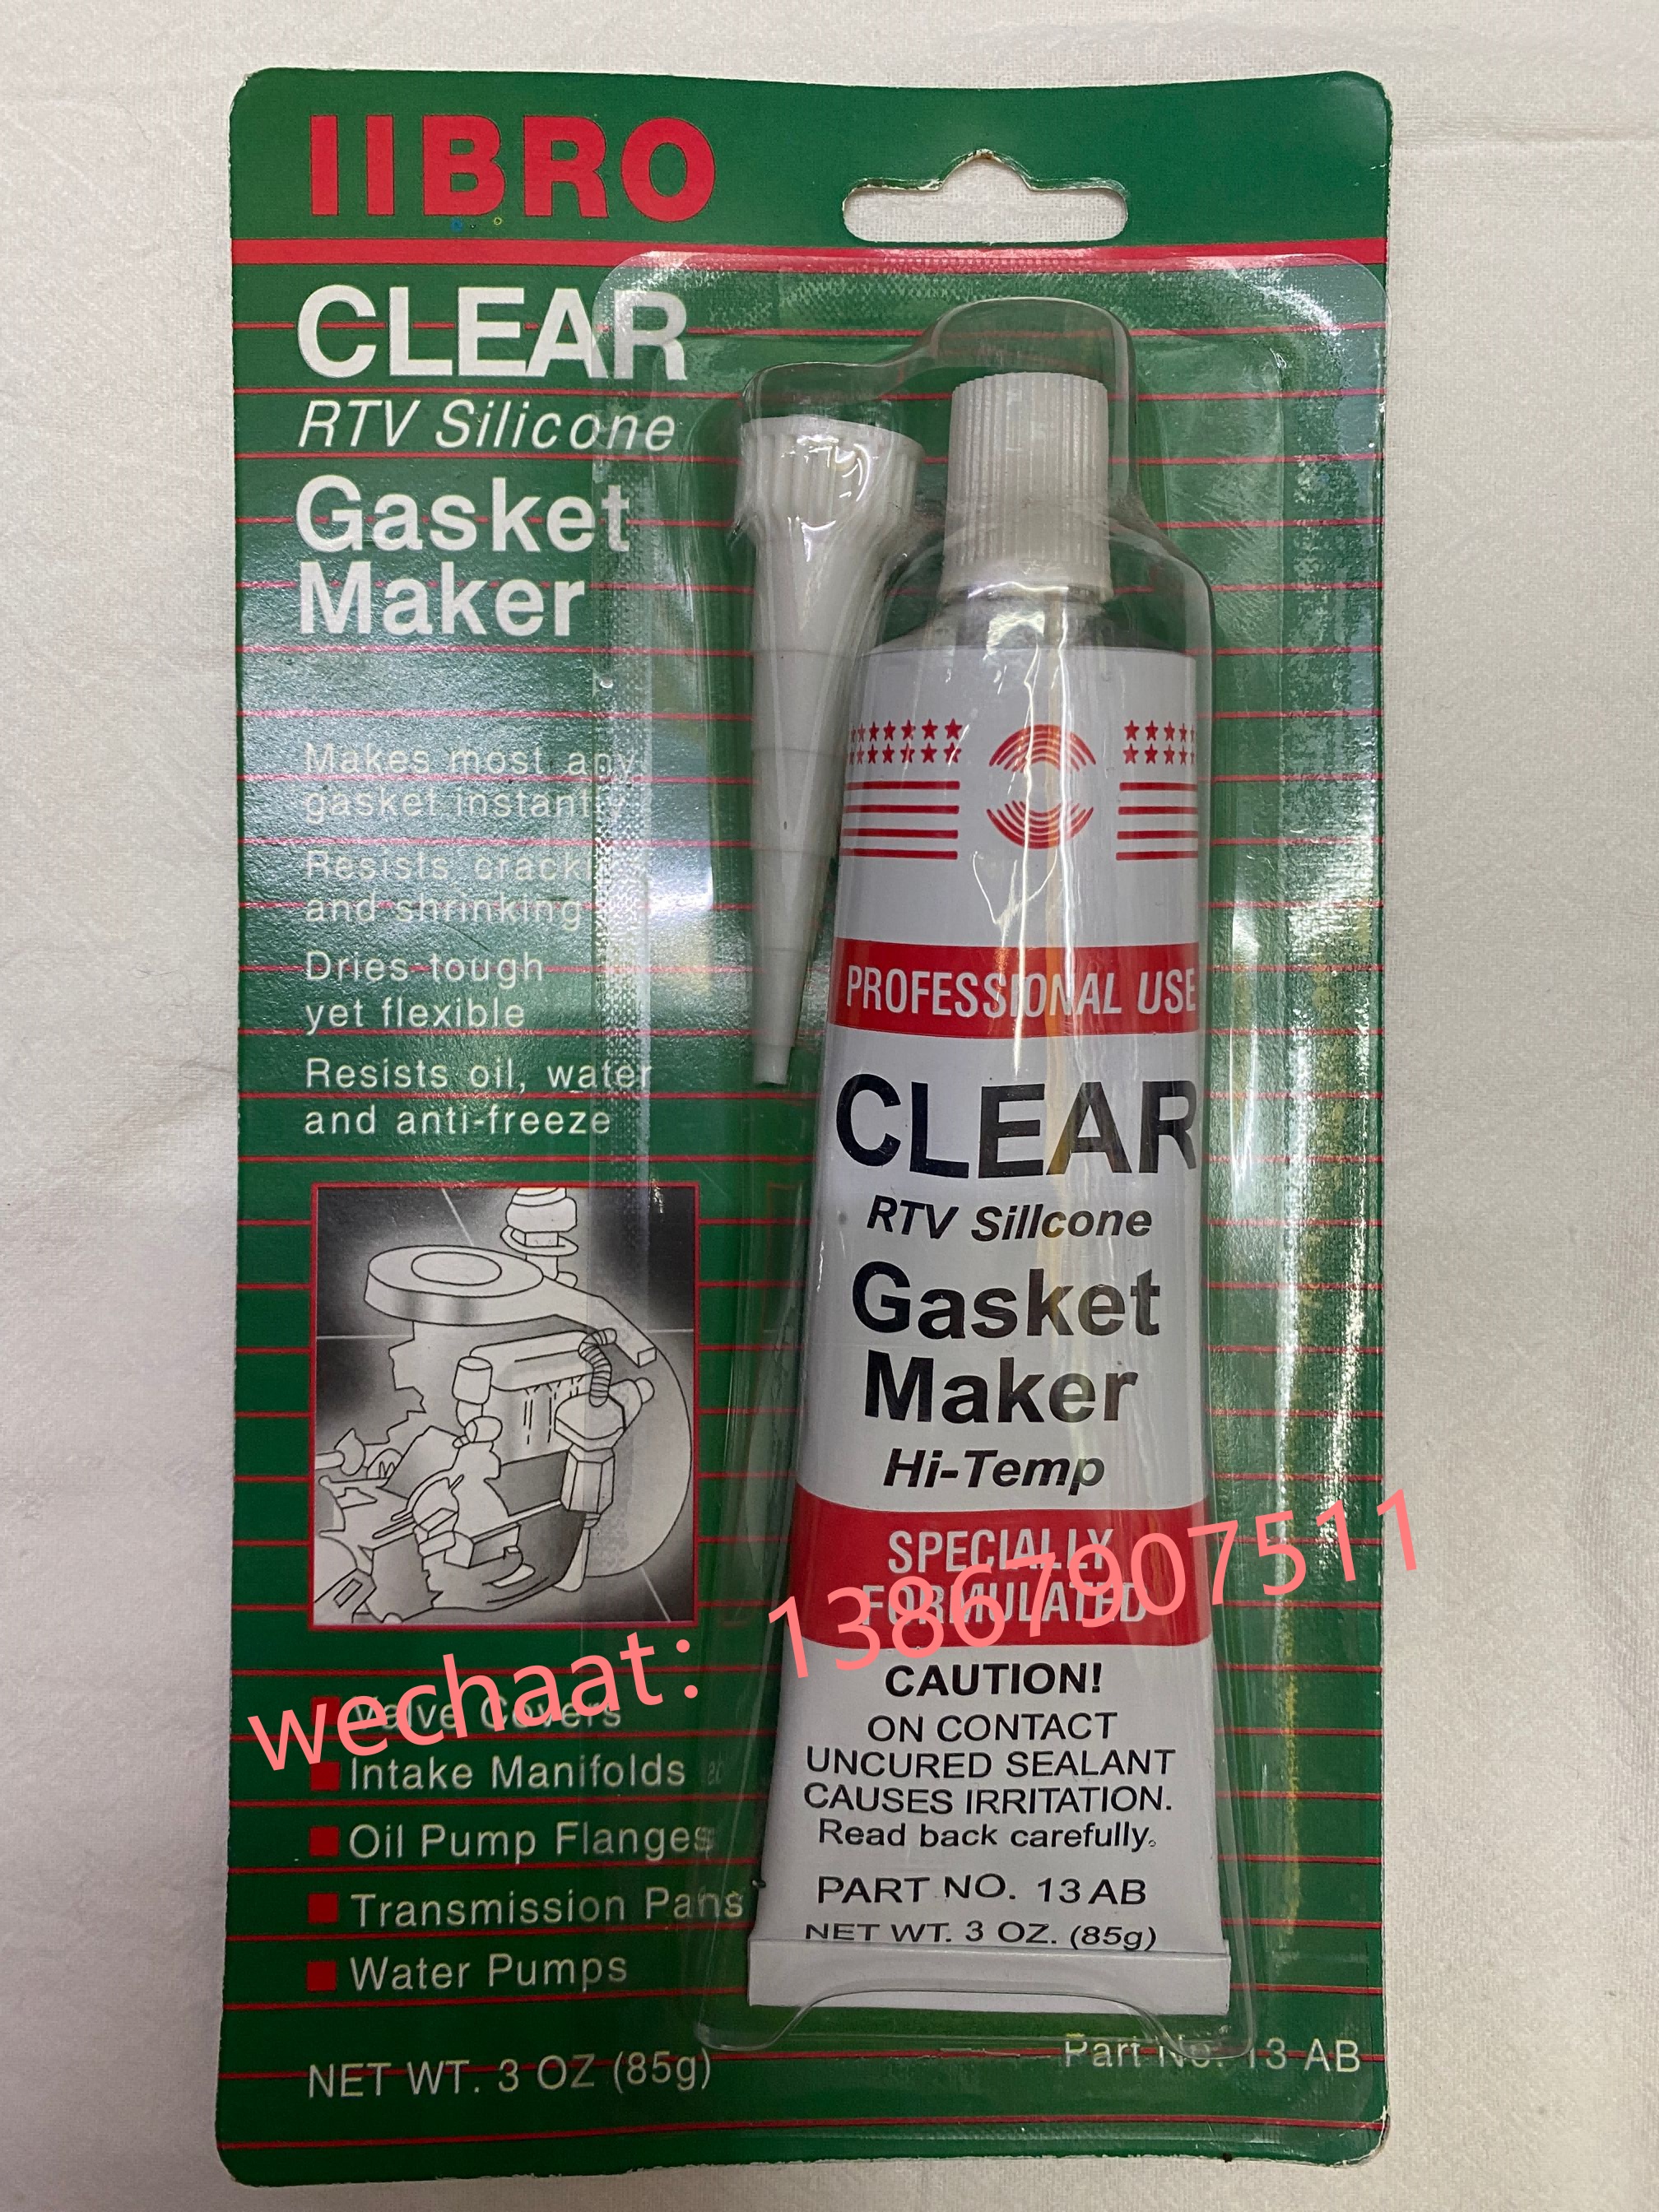 IIBRO
CLEAR
RTV Silicone
Gasket
Maker
Makes most any
gasket instantly
Resists cracki
and shrinking
Dries tough
yet flexible
Resists oil, water
and anti-freeze
Valve Covers
Intake Manifolds
Oil Pump Flanges
Transmission Pans
Water Pumps
NET WT. 3 OZ (85g)
Part No. 13 AB
PROFESSIONAL USE
CLEAR
RTV Sillcone
Gasket
Maker
Hi-Temp
SPECIALLY
FORMULATED
CAUTION!
ON CONTACT
UNCURED SEALANT
CAUSES IRRITATION.
Read back carefully.
PART NO. 13 AB
NET WT. 3 OZ. (85g)
wechaat: 13867907511